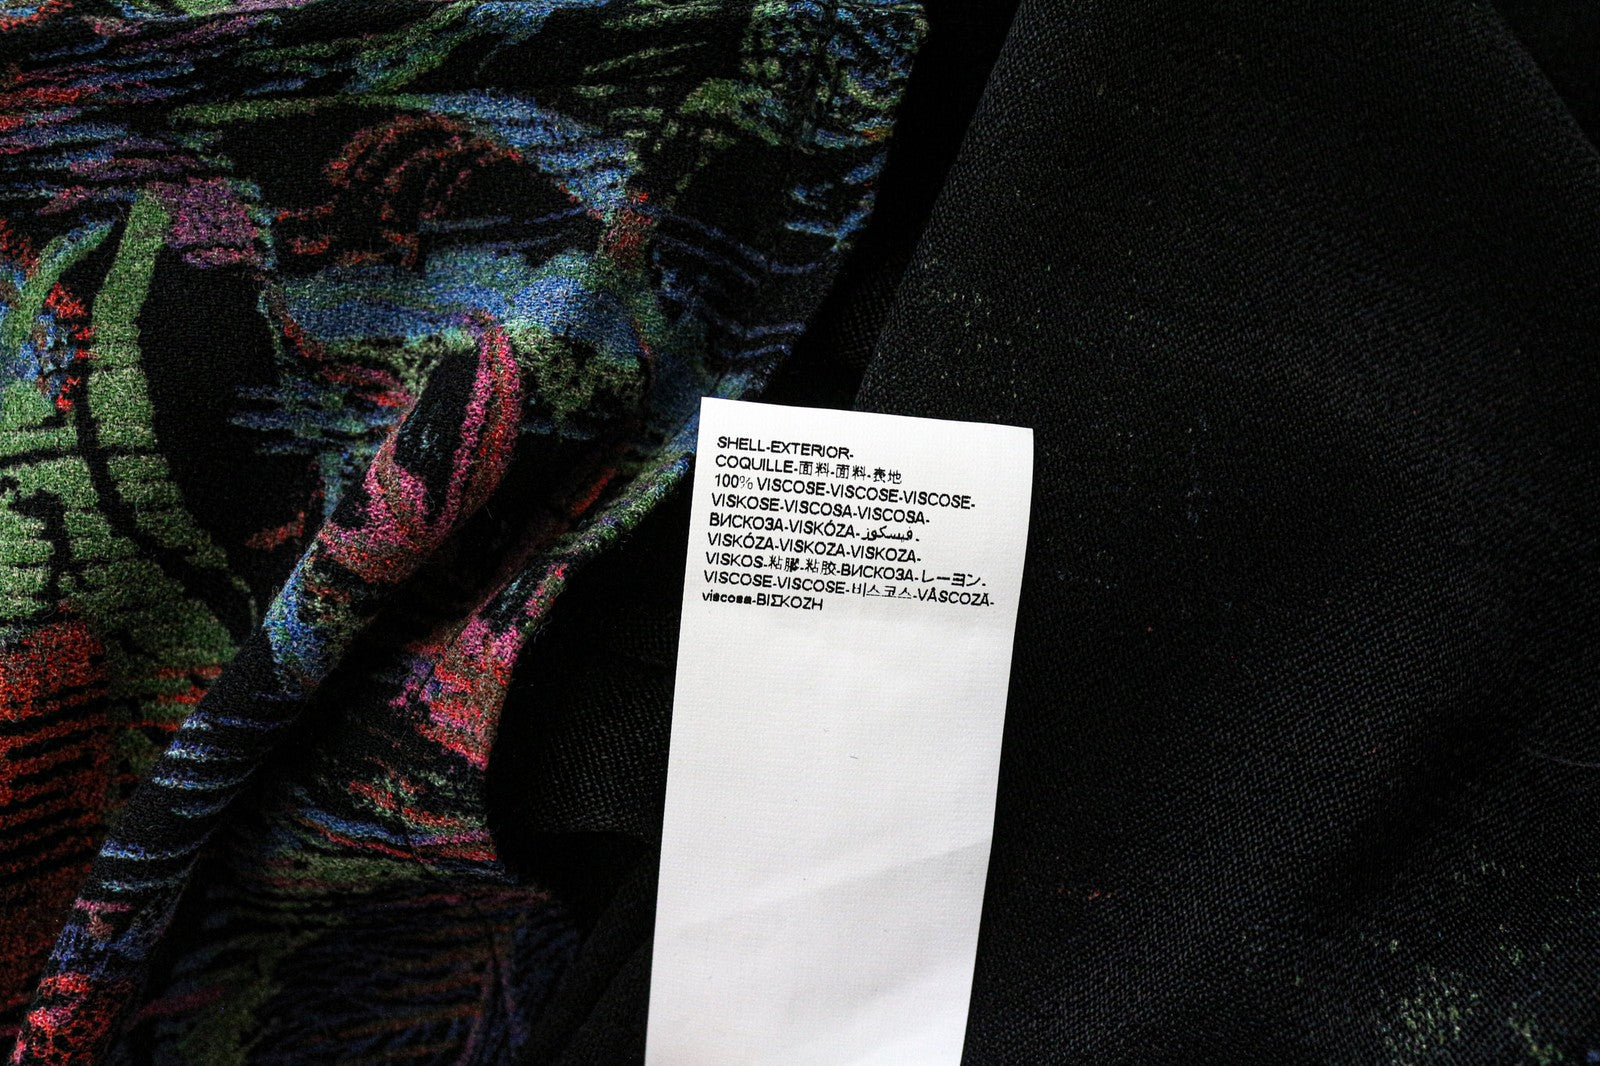 SHELL-EXTERIOR-
COQUILLE-面料-面料-表地
100% VISCOSE-VISCOSE-VISCOSE-
VISKOSE-VISCOSA-VISCOSA-
ВИСКОЗА-VISKÓZA-فيسكوز-
VISKÓZA-VISKOZA-VISKOZA-
VISKOS-粘膠-粘胶-ВИСКОЗА-レーヨン-
VISCOSE-VISCOSE-비스코스-VÂSCOZĂ-
viscosa-ΒΙΣΚΟΖΗ